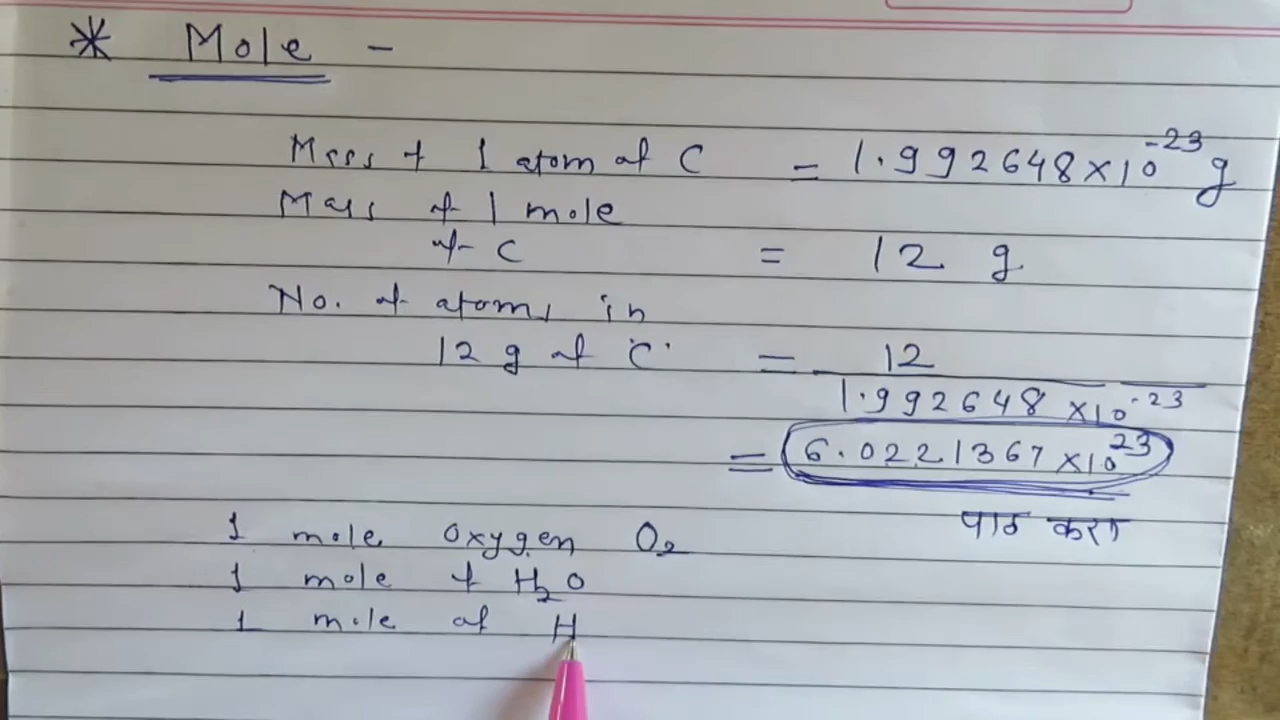 * Mole -
Mass of 1 atom of C = 1.992648×10⁻²³ g
Mass of 1 mole
of C = 12 g
No. of atoms in
12 g of 'C' = 12
1.992648 ×10⁻²³
= 6.0221367×10²³
पाठ करा
1 mole oxygen O₂
1 mole of H₂O
1 mole of H